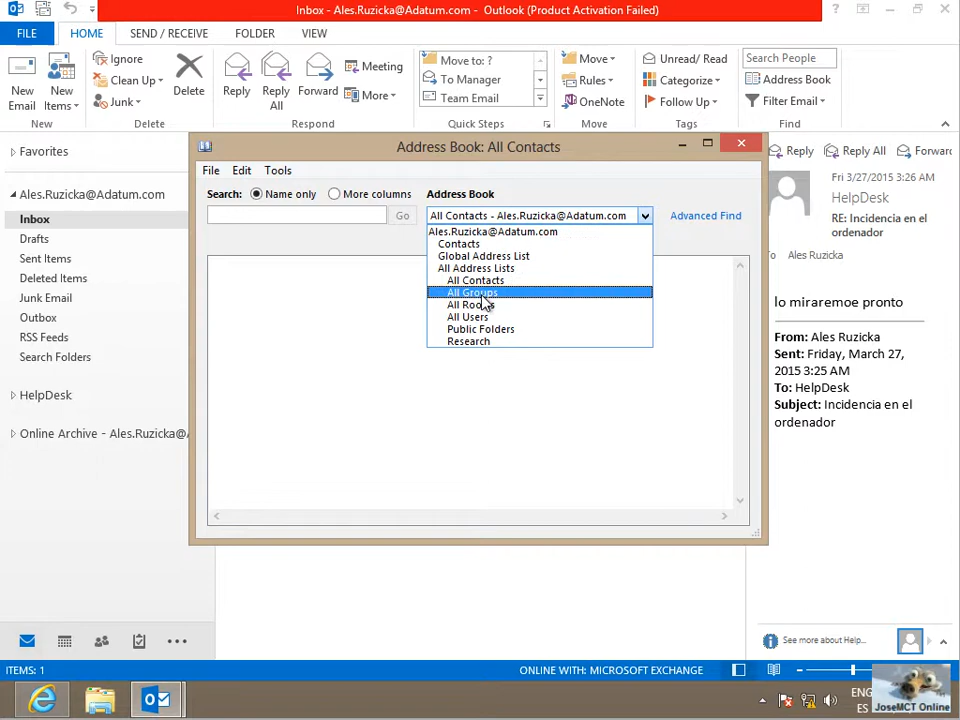 Inbox - Ales.Ruzicka@Adatum.com - Outlook (Product Activation Failed)
FILE HOME SEND / RECEIVE FOLDER VIEW
New Email
New Items
Ignore
Clean Up
Junk
Delete
Reply
Reply All
Forward
Meeting
More
Move to: ?
To Manager
Team Email
Move
Rules
OneNote
Unread/ Read
Categorize
Follow Up
Search People
Address Book
Filter Email
New Delete Respond Quick Steps Move Tags Find
Favorites
Ales.Ruzicka@Adatum.com
Inbox
Drafts
Sent Items
Deleted Items
Junk Email
Outbox
RSS Feeds
Search Folders
HelpDesk
Online Archive - Ales.Ruzicka@A
Address Book: All Contacts
File Edit Tools
Search: Name only More columns Address Book
Go
All Contacts - Ales.Ruzicka@Adatum.com
Advanced Find
Ales.Ruzicka@Adatum.com
Contacts
Global Address List
All Address Lists
All Contacts
All Groups
All Rooms
All Users
Public Folders
Research
Reply Reply All Forward
Fri 3/27/2015 3:26 AM
HelpDesk
RE: Incidencia en el
ordenador
To Ales Ruzicka
lo miraremoe pronto
From: Ales Ruzicka
Sent: Friday, March 27,
2015 3:25 AM
To: HelpDesk
Subject: Incidencia en el
ordenador
See more about Help...
ITEMS: 1
ONLINE WITH: MICROSOFT EXCHANGE
ENG
ES
JoseMCT Online